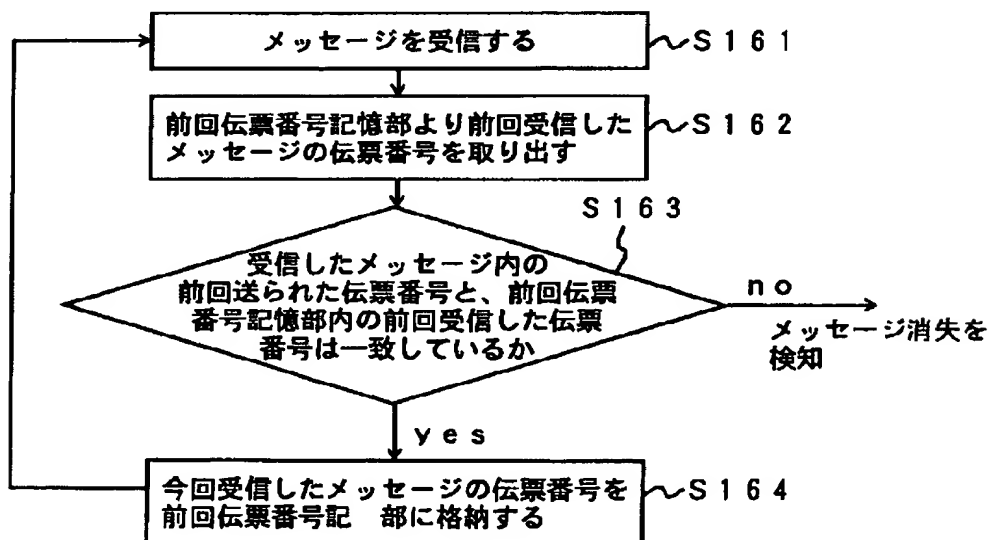 メッセージを受信する
S161
前回伝票番号記憶部より前回受信した
メッセージの伝票番号を取り出す
S162
S163
受信したメッセージ内の
前回送られた伝票番号と、前回伝票
番号記憶部内の前回受信した伝票
番号は一致しているか
no
メッセージ消失を
検知
yes
今回受信したメッセージの伝票番号を
前回伝票番号記 部に格納する
S164